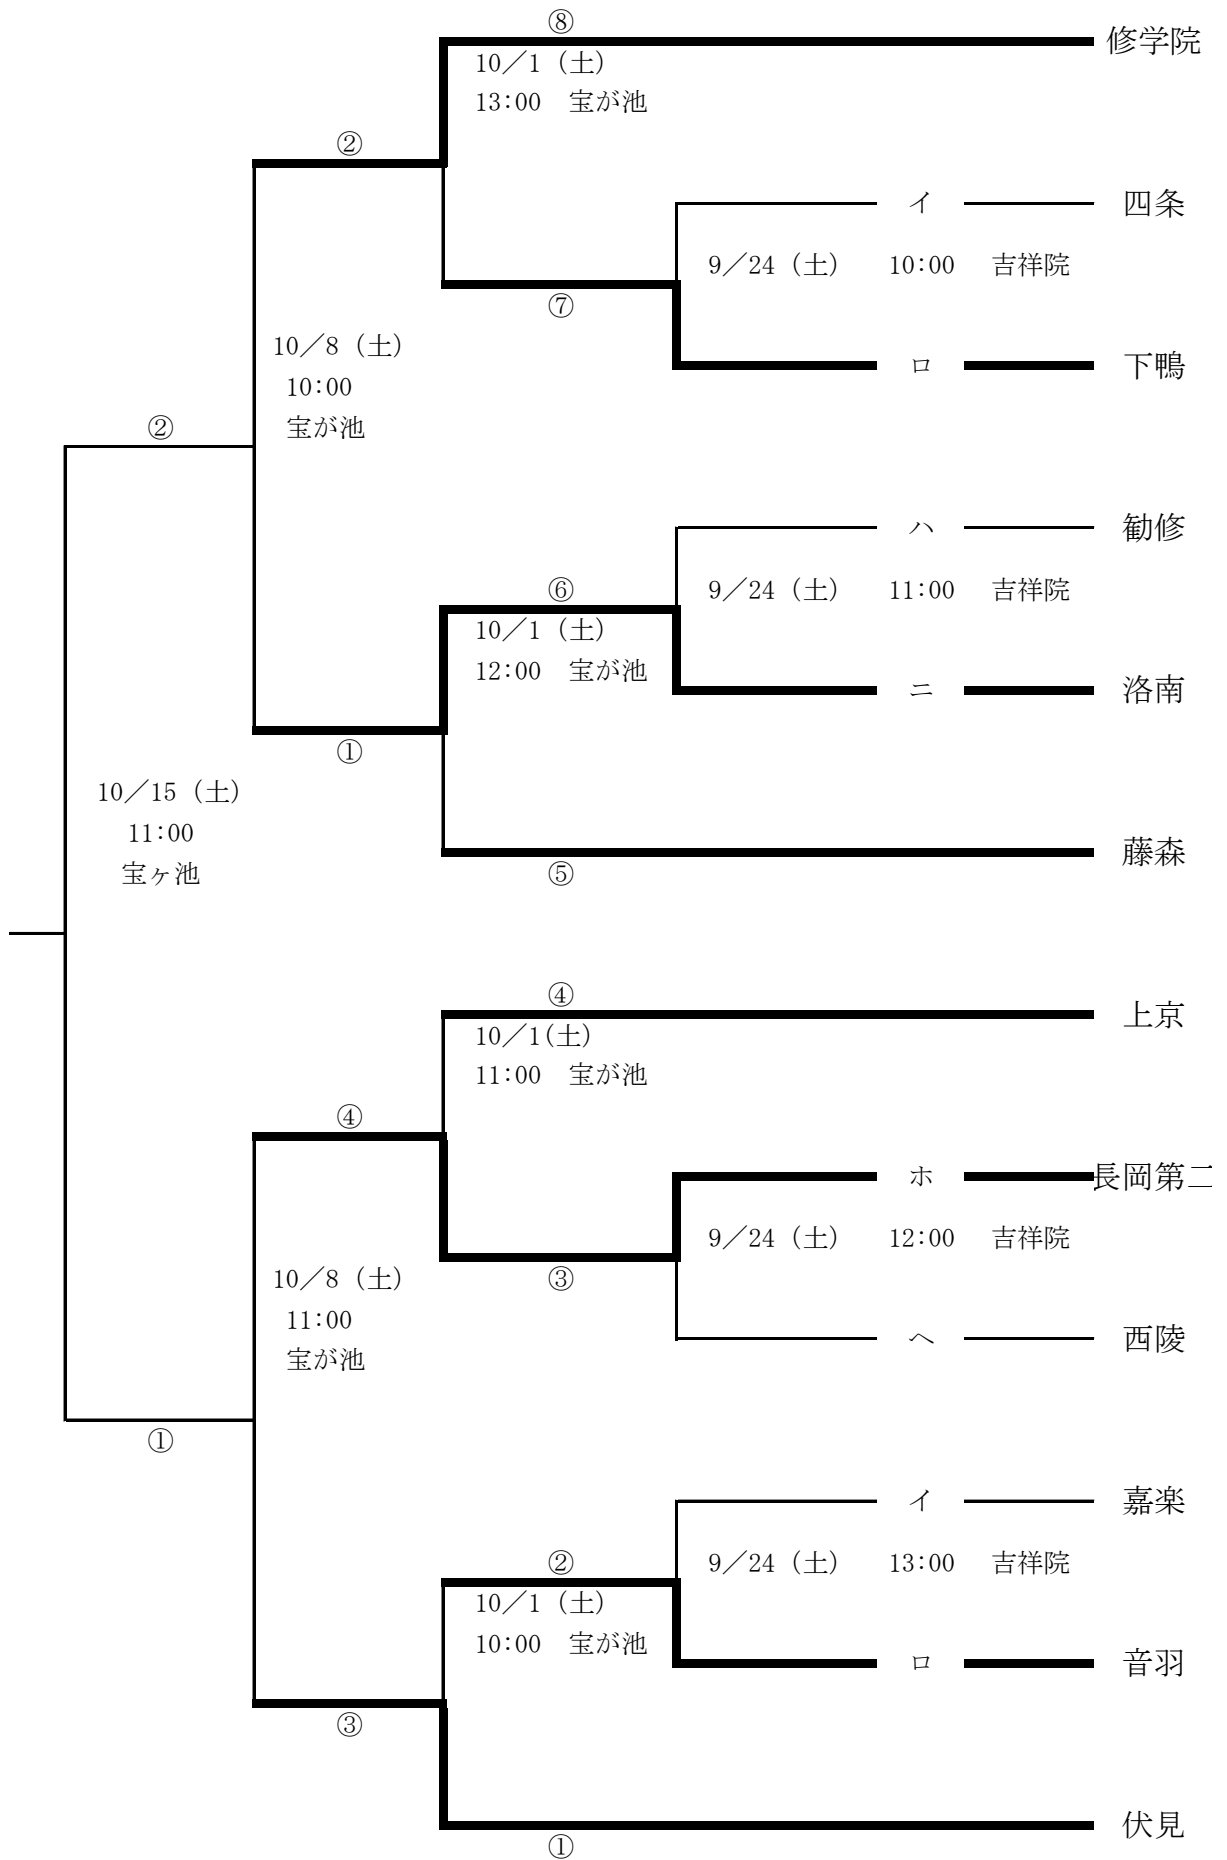 ⑧
修学院
10／1（土）
13:00　宝が池
②
イ
四条
9／24（土）　10:00　吉祥院
⑦
10／8（土）
10:00
宝が池
ロ
下鴨
②
ハ
勧修
⑥
9／24（土）　11:00　吉祥院
10／1（土）
12:00　宝が池
ニ
洛南
①
10／15（土）
11:00
宝ヶ池
藤森
⑤
④
上京
10／1(土）
11:00　宝が池
④
ホ
長岡第二
9／24（土）　12:00　吉祥院
③
10／8（土）
11:00
宝が池
ヘ
西陵
①
イ
嘉楽
②
9／24（土）　13:00　吉祥院
10／1（土）
10:00　宝が池
ロ
音羽
③
伏見
①